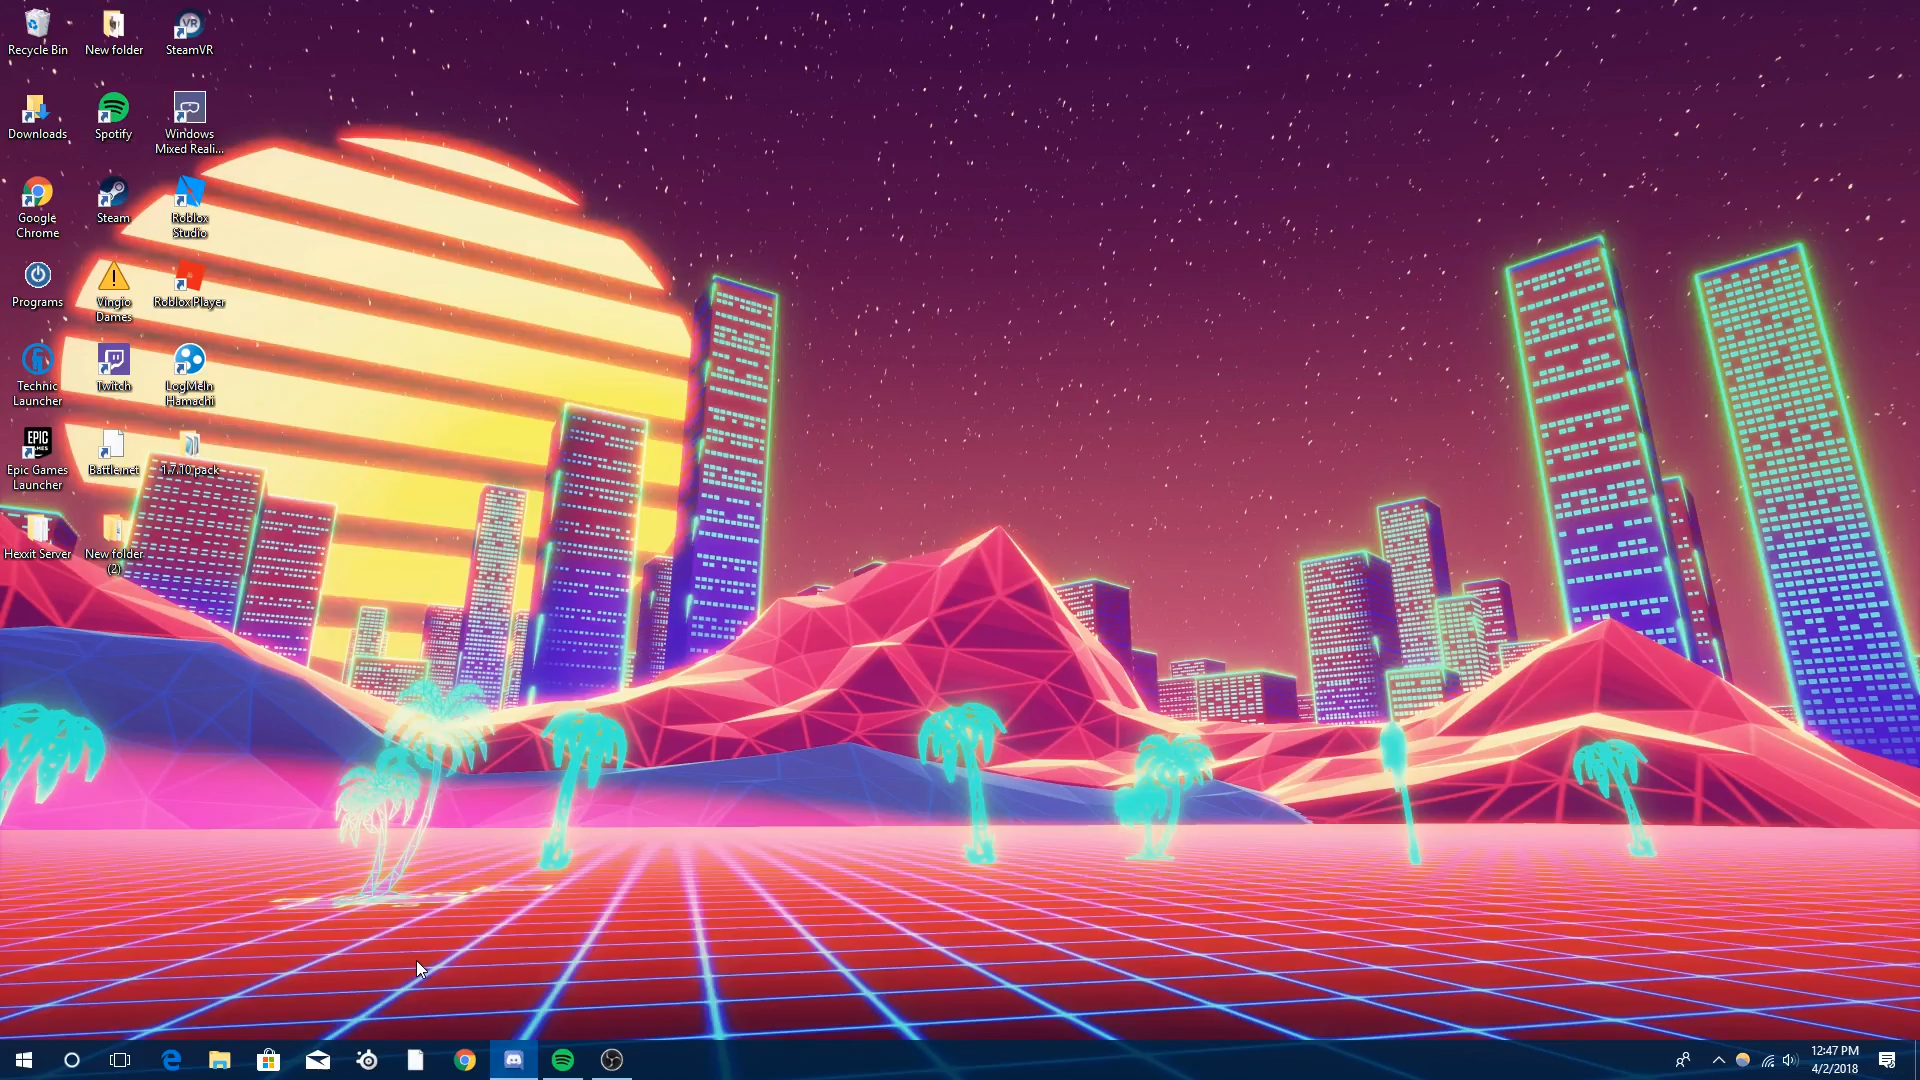 Recycle Bin
New folder
SteamVR
Downloads
Spotify
Windows
Mixed Reali...
Google
Chrome
Steam
Roblox
Studio
Programs
Vingio
Dames
Roblox Player
Technic
Launcher
Twitch
LogMeIn
Hamachi
EPIC
GAMES
Epic Games
Launcher
Battle.net
1.7.10 pack
Hexxit Server
New folder
(2)
VR
12:47 PM
4/2/2018